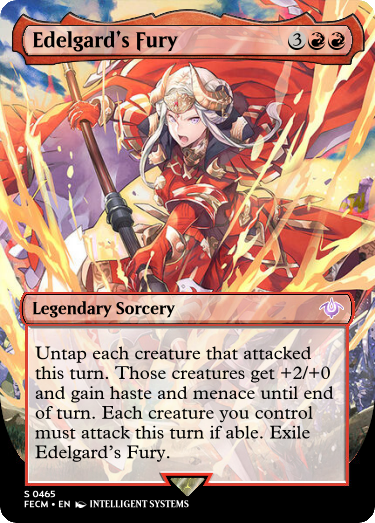 Edelgard's Fury 3
Legendary Sorcery
Untap each creature that attacked
this turn. Those creatures get +2/+0
and gain haste and menace until end
of turn. Each creature you control
must attack this turn if able. Exile
Edelgard's Fury.
S 0465
FECM • EN INTELLIGENT SYSTEMS